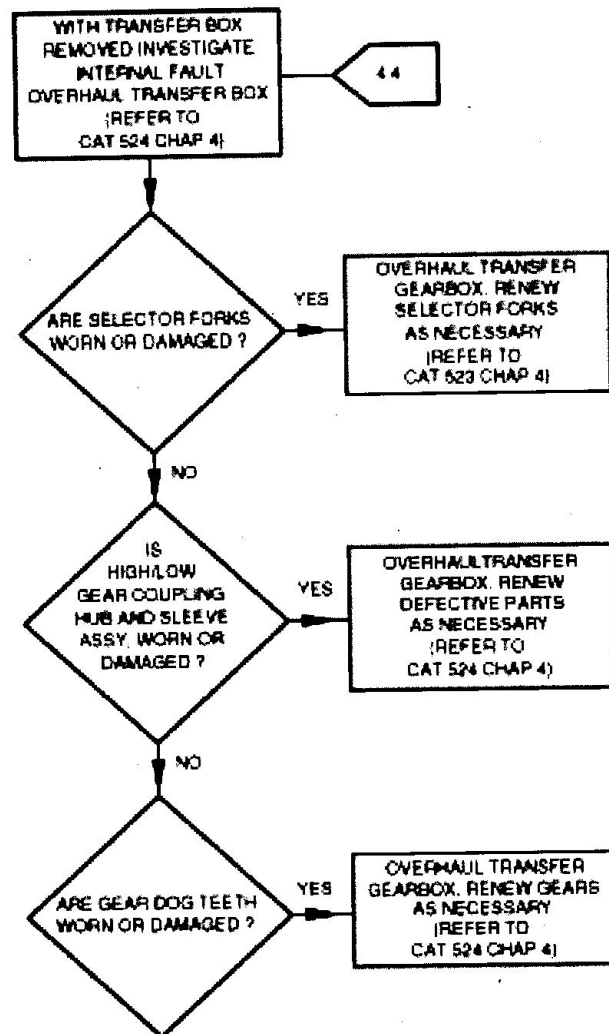 WITH TRANSFER BOX
REMOVED INVESTIGATE
INTERNAL FAULT
OVERHAUL TRANSFER BOX
(REFER TO
CAT 524 CHAP 4)
4.4
ARE SELECTOR FORKS
WORN OR DAMAGED ?
YES
OVERHAUL TRANSFER
GEARBOX. RENEW
SELECTOR FORKS
AS NECESSARY
(REFER TO
CAT 523 CHAP 4)
NO
IS
HIGH/LOW
GEAR COUPLING
HUB AND SLEEVE
ASSY. WORN OR
DAMAGED ?
YES
OVERHAULTRANSFER
GEARBOX. RENEW
DEFECTIVE PARTS
AS NECESSARY
(REFER TO
CAT 524 CHAP 4)
NO
ARE GEAR DOG TEETH
WORN OR DAMAGED ?
YES
OVERHAUL TRANSFER
GEARBOX. RENEW GEARS
AS NECESSARY
(REFER TO
CAT 524 CHAP 4)